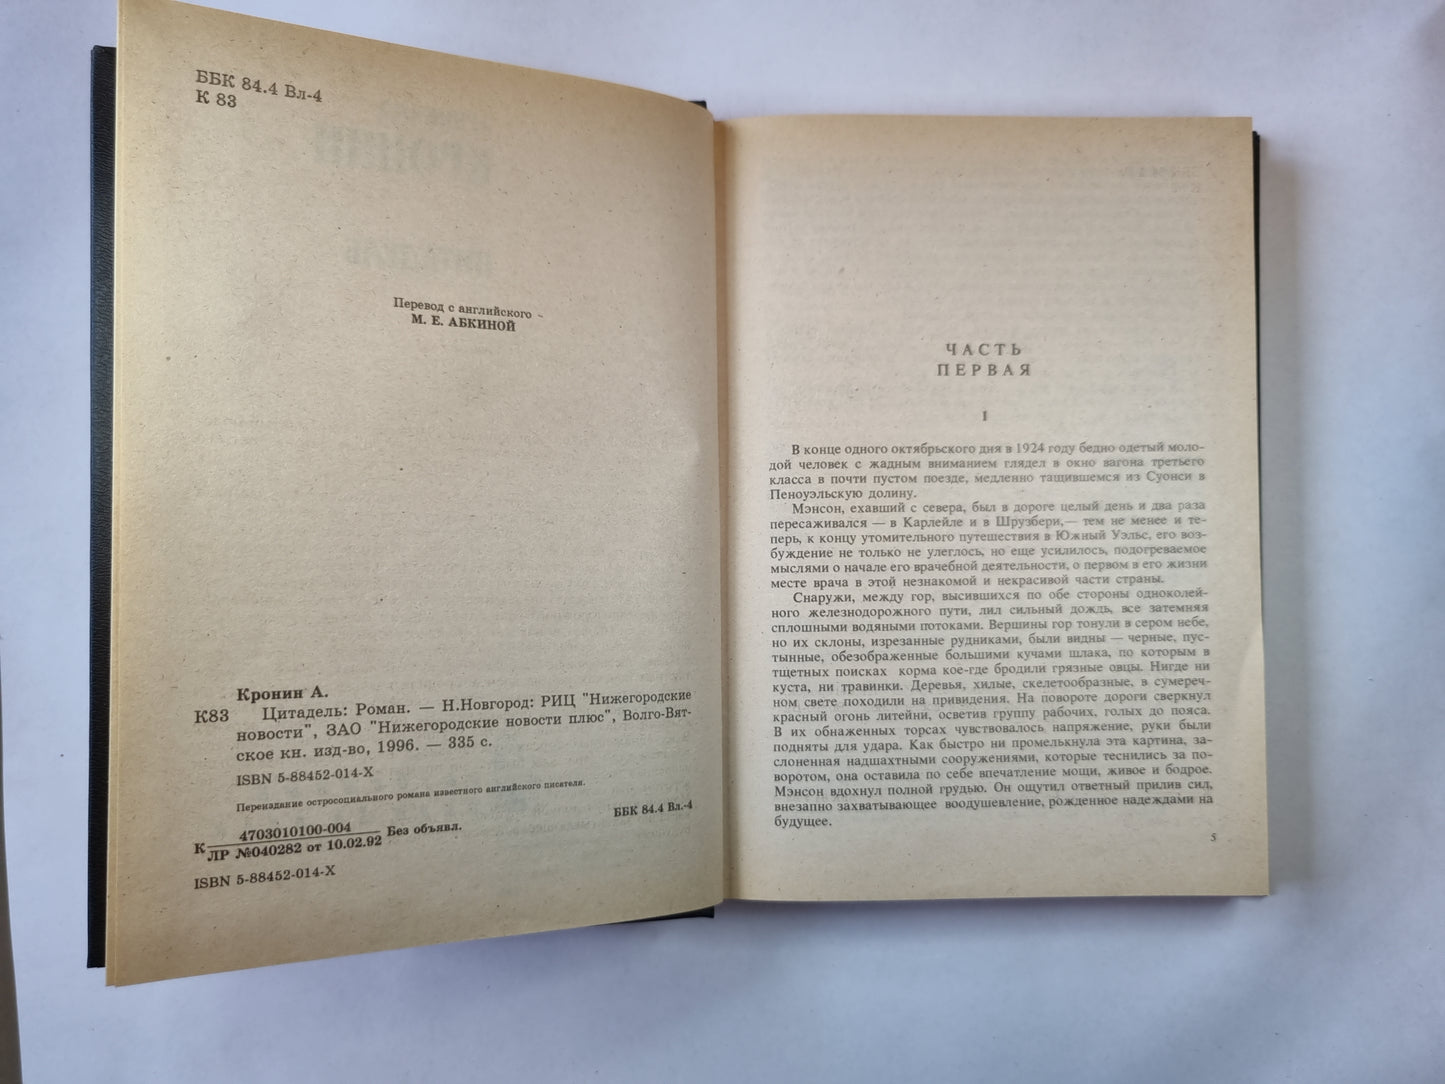 ББК 84.4 Вл-4
К 83
Перевод с английского
М. Е. АБКИНОЙ
Кронин А.
К83 Цитадель: Роман. — Н.Новгород: РИЦ "Нижегородские
новости", ЗАО "Нижегородские новости плюс", Волго-Вят-
ское кн. изд-во, 1996. — 335 с.
ISBN 5-88452-014-X
Переиздание остросоциального романа известного английского писателя.
К 4703010100-004 Без объявл.
ЛР №040282 от 10.02.92
ББК 84.4 Вл.-4
ISBN 5-88452-014-X
ЧАСТЬ
ПЕРВАЯ
1
В конце одного октябрьского дня в 1924 году бедно одетый моло-
дой человек с жадным вниманием глядел в окно вагона третьего
класса в почти пустом поезде, медленно тащившемся из Суонси в
Пеноуэльскую долину.
Мэнсон, ехавший с севера, был в дороге целый день и два раза
пересаживался — в Карлейле и в Шрузбери,— тем не менее и те-
перь, к концу утомительного путешествия в Южный Уэльс, его воз-
буждение не только не улеглось, но еще усилилось, подогреваемое
мыслями о начале его врачебной деятельности, о первом в его жизни
месте врача в этой незнакомой и некрасивой части страны.
Снаружи, между гор, высившихся по обе стороны одноколей-
ного железнодорожного пути, лил сильный дождь, все затемняя
сплошными водяными потоками. Вершины гор тонули в сером небе,
но их склоны, изрезанные рудниками, были видны — черные, пус-
тынные, обезображенные большими кучами шлака, по которым в
тщетных поисках корма кое-где бродили грязные овцы. Нигде ни
куста, ни травинки. Деревья, хилые, скелетообразные, в сумереч-
ном свете походили на привидения. На повороте дороги сверкнул
красный огонь литейни, осветив группу рабочих, голых до пояса.
В их обнаженных торсах чувствовалось напряжение, руки были
подняты для удара. Как быстро ни промелькнула эта картина, за-
слоненная надшахтными сооружениями, которые теснились за по-
воротом, она оставила по себе впечатление мощи, живое и бодрое.
Мэнсон вдохнул полной грудью. Он ощутил ответный прилив сил,
внезапно захватывающее воодушевление, рожденное надеждами на
будущее.
5